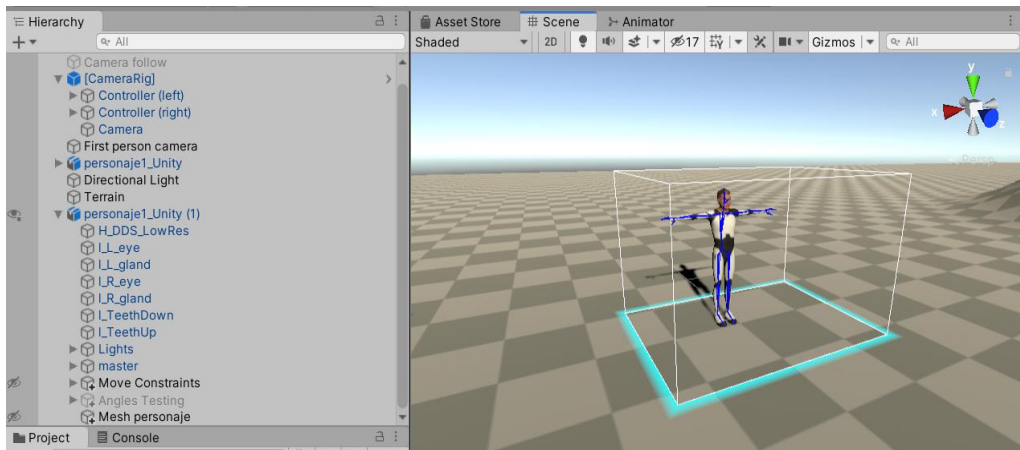 Hierarchy
All
Camera follow
[CameraRig]
Controller (left)
Controller (right)
Camera
First person camera
personaje1_Unity
Directional Light
Terrain
personaje1_Unity (1)
H_DDS_LowRes
l_L_eye
l_L_gland
l_R_eye
l_R_gland
l_TeethDown
l_TeethUp
Lights
master
Move Constraints
Angles Testing
Mesh personaje
Project Console
Asset Store Scene Animator
Shaded 2D 17 Gizmos All
y
x
z
Persp